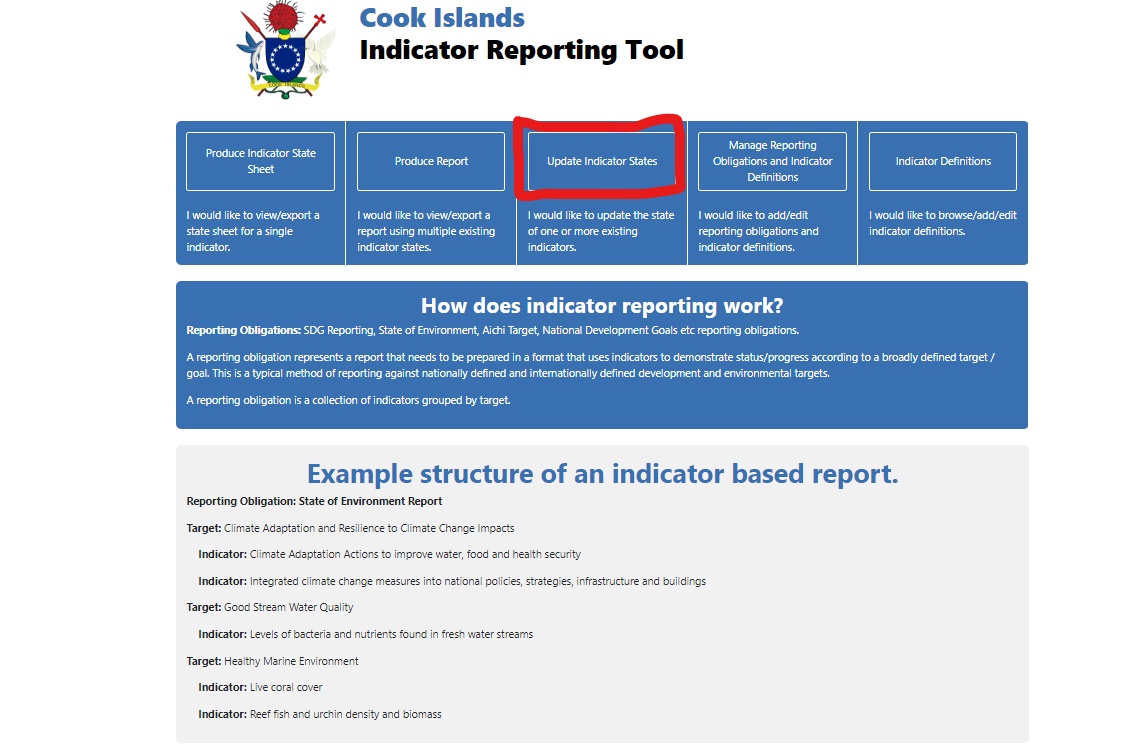 COOK ISLANDS
Cook Islands
Indicator Reporting Tool
Produce Indicator State
Sheet
I would like to view/export a
state sheet for a single
indicator.
Produce Report
I would like to view/export a
report using multiple existing
indicator states.
Update Indicator States
I would like to update the state
of one or more existing
indicators.
Manage Reporting
Obligations and Indicator
Definitions
I would like to add/edit
reporting obligations and
indicator definitions.
Indicator Definitions
I would like to browse/add/edit
indicator definitions.
How does indicator reporting work?
Reporting Obligations: SDG Reporting, State of Environment, Aichi Target, National Development Goals etc reporting obligations.
A reporting obligation represents a report that needs to be prepared in a format that uses indicators to demonstrate status/progress according to a broadly defined target /
goal. This is a typical method of reporting against nationally defined and internationally defined development and environmental targets.
A reporting obligation is a collection of indicators grouped by target.
Example structure of an indicator based report.
Reporting Obligation: State of Environment Report
Target: Climate Adaptation and Resilience to Climate Change Impacts
Indicator: Climate Adaptation Actions to improve water, food and health security
Indicator: Integrated climate change measures into national policies, strategies, infrastructure and buildings
Target: Good Stream Water Quality
Indicator: Levels of bacteria and nutrients found in fresh water streams
Target: Healthy Marine Environment
Indicator: Live coral cover
Indicator: Reef fish and urchin density and biomass